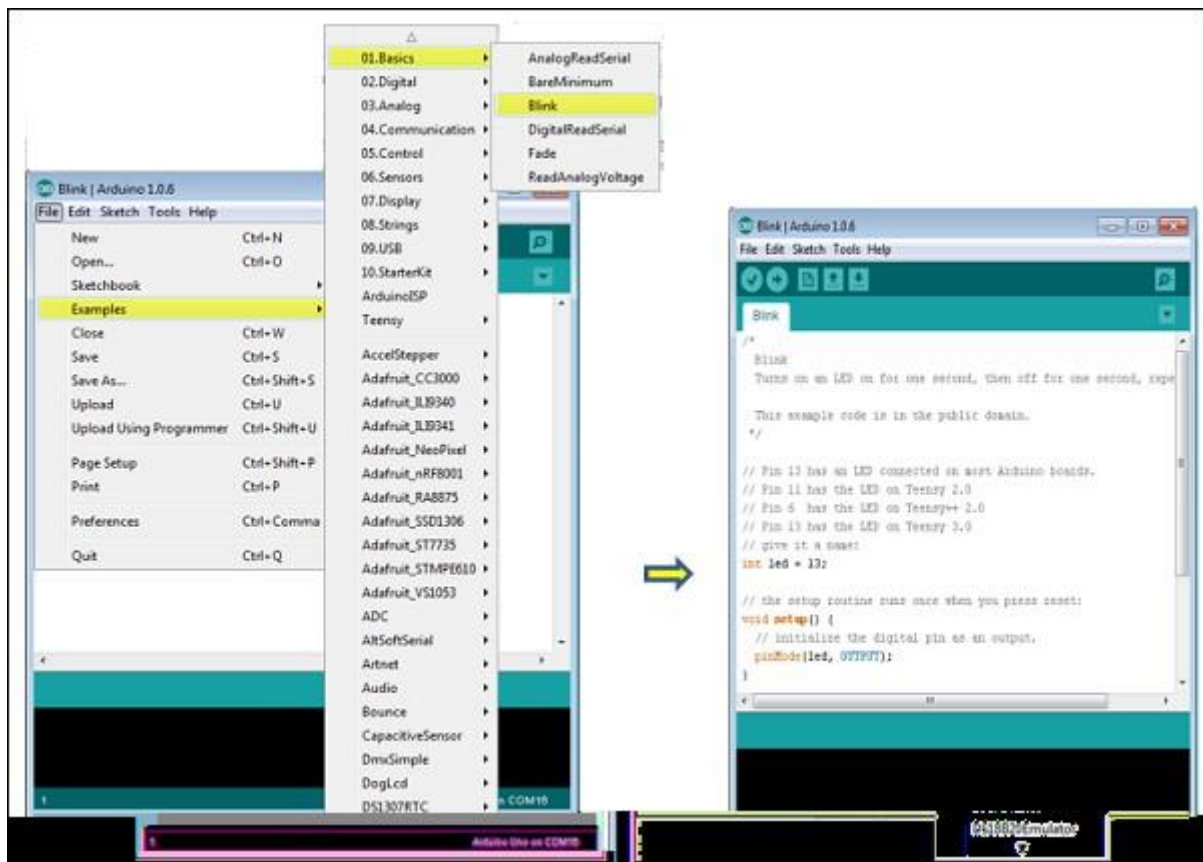 01.Basics
02.Digital
03.Analog
04.Communication
05.Control
06.Sensors
07.Display
08.Strings
09.USB
10.StarterKit
ArduinoISP
Teensy
AccelStepper
Adafruit_CC3000
Adafruit_ILI9340
Adafruit_ILI9341
Adafruit_NeoPixel
Adafruit_nRF8001
Adafruit_RA8875
Adafruit_SSD1306
Adafruit_ST7735
Adafruit_STMPE610
Adafruit_VS1053
ADC
AltSoftSerial
Artnet
Audio
Bounce
CapacitiveSensor
DmxSimple
DogLcd
DS1307RTC
AnalogReadSerial
BareMinimum
Blink
DigitalReadSerial
Fade
ReadAnalogVoltage
Blink | Arduino 1.0.6
File Edit Sketch Tools Help
New Ctrl+N
Open... Ctrl+O
Sketchbook
Examples
Close Ctrl+W
Save Ctrl+S
Save As... Ctrl+Shift+S
Upload Ctrl+U
Upload Using Programmer Ctrl+Shift+U
Page Setup Ctrl+Shift+P
Print Ctrl+P
Preferences Ctrl+Comma
Quit Ctrl+Q
1 on COM15
1 Arduino Uno on COM15
Blink | Arduino 1.0.6
File Edit Sketch Tools Help
Blink
/*
Blink
Turns on an LED on for one second, then off for one second, repe
This example code is in the public domain.
*/
// Pin 13 has an LED connected on most Arduino boards.
// Pin 11 has the LED on Teensy 2.0
// Pin 6 has the LED on Teensy++ 2.0
// Pin 13 has the LED on Teensy 3.0
// give it a name:
int led = 13;
// the setup routine runs once when you press reset:
void setup() {
// initialize the digital pin as an output.
pinMode(led, OUTPUT);
}